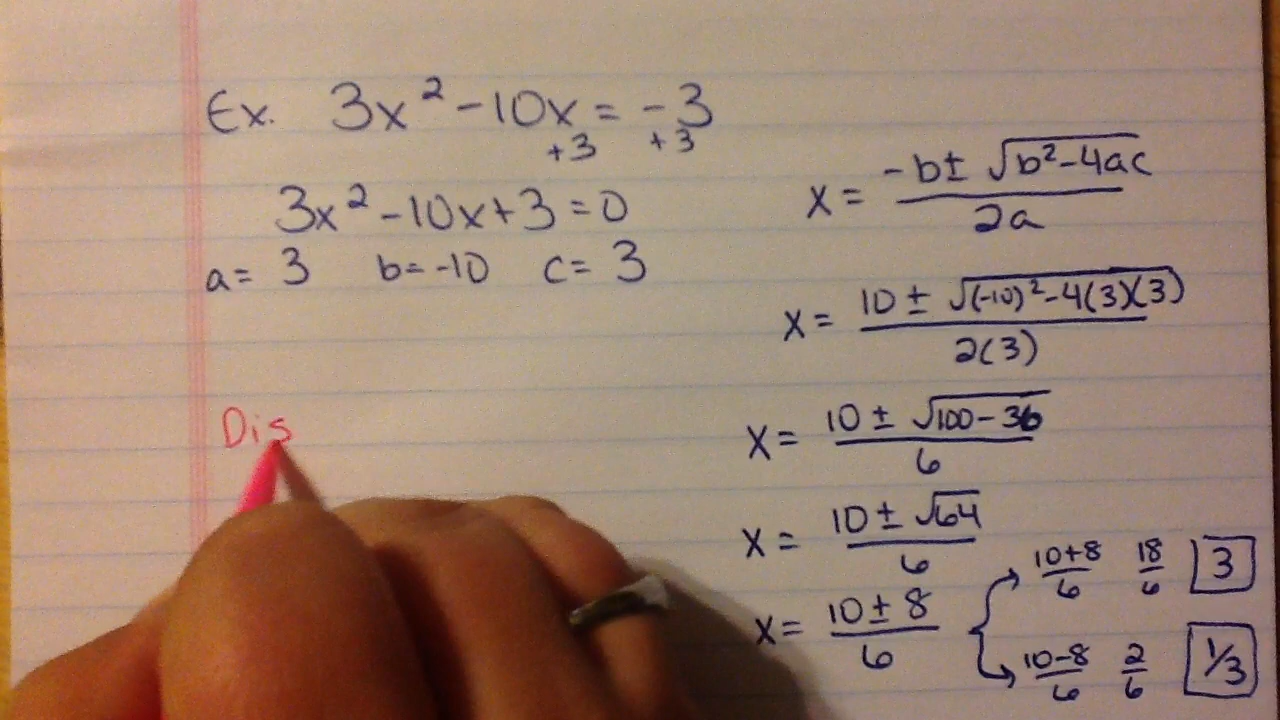 Ex. 3x² -10x = -3
+3 +3
3x² -10x+3 = 0
a= 3 b= -10 c= 3
Dis
x = -b± √b²-4ac / 2a
x = 10 ± √(-10)²-4(3)(3) / 2(3)
x = 10 ± √100-36 / 6
x = 10 ± √64 / 6
x = 10 ± 8 / 6
10+8 / 6 18 / 6 3
10-8 / 6 2 / 6 1/3